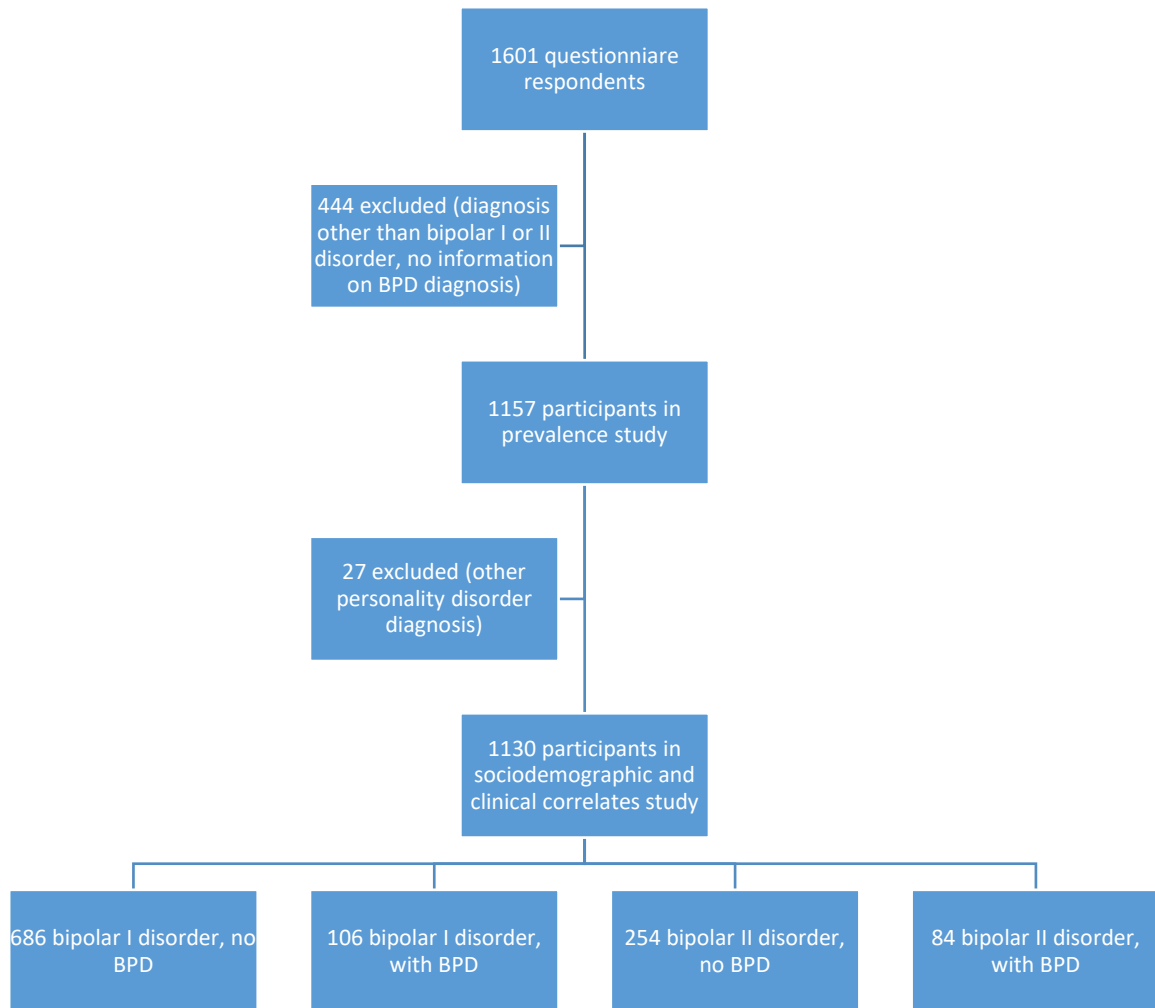 1601 questionniare
respondents
444 excluded (diagnosis
other than bipolar I or II
disorder, no information
on BPD diagnosis)
1157 participants in
prevalence study
27 excluded (other
personality disorder
diagnosis)
1130 participants in
sociodemographic and
clinical correlates study
686 bipolar I disorder, no
BPD
106 bipolar I disorder,
with BPD
254 bipolar II disorder,
no BPD
84 bipolar II disorder,
with BPD